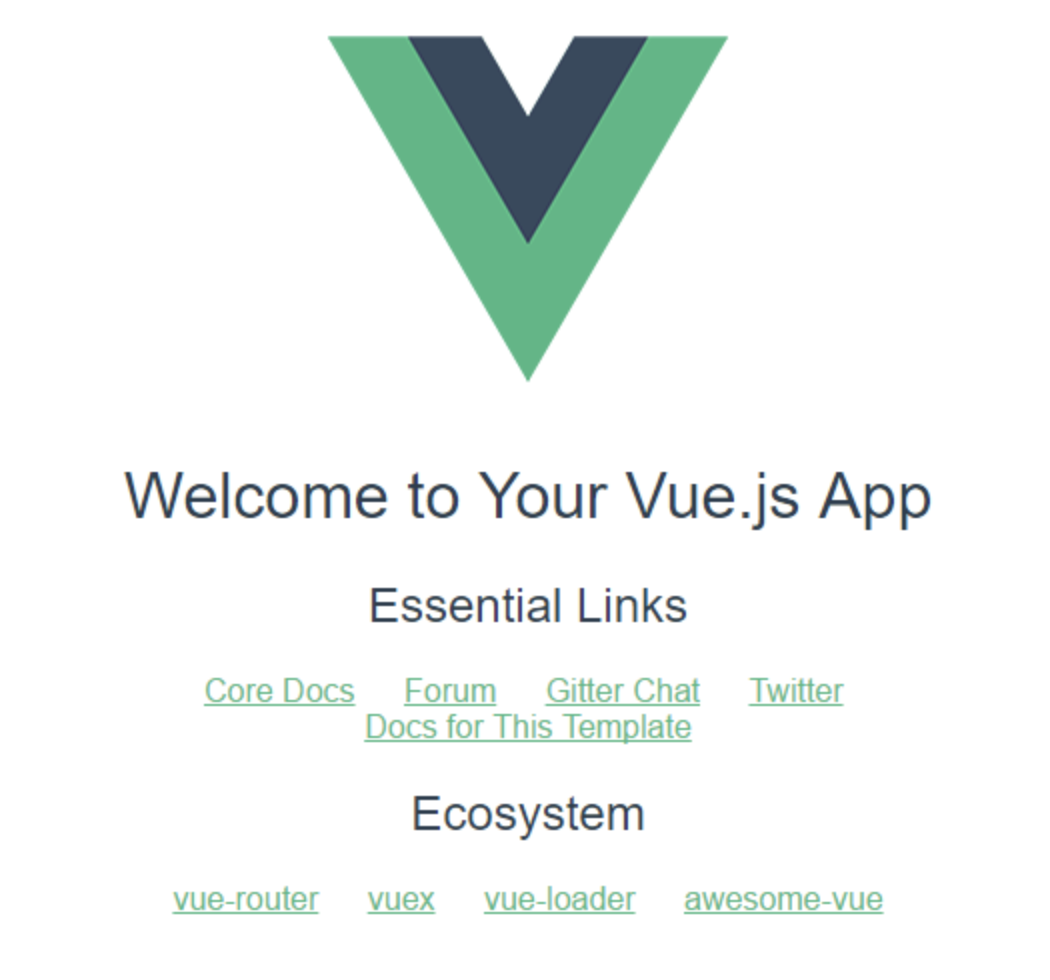 Welcome to Your Vue.js App
Essential Links
Core Docs Forum Gitter Chat Twitter
Docs for This Template
Ecosystem
vue-router vuex vue-loader awesome-vue